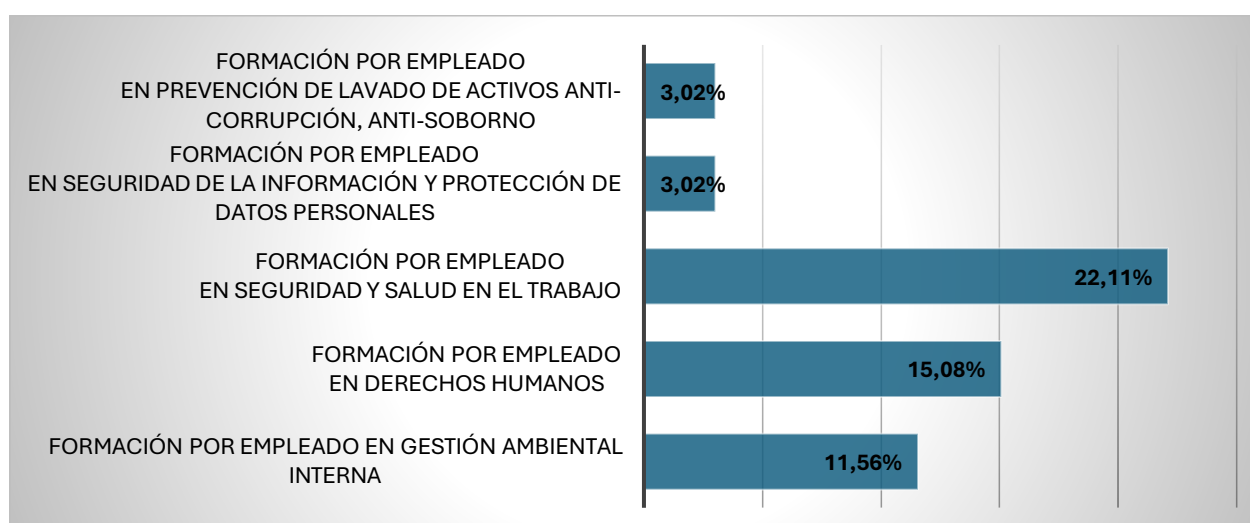 FORMACIÓN POR EMPLEADO
EN PREVENCIÓN DE LAVADO DE ACTIVOS ANTI-
CORRUPCIÓN, ANTI-SOBORNO
3,02%
FORMACIÓN POR EMPLEADO
EN SEGURIDAD DE LA INFORMACIÓN Y PROTECCIÓN DE
DATOS PERSONALES
3,02%
FORMACIÓN POR EMPLEADO
EN SEGURIDAD Y SALUD EN EL TRABAJO
22,11%
FORMACIÓN POR EMPLEADO
EN DERECHOS HUMANOS
15,08%
FORMACIÓN POR EMPLEADO EN GESTIÓN AMBIENTAL
INTERNA
11,56%